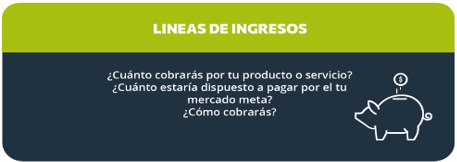 LINEAS DE INGRESOS
¿Cuánto cobrarás por tu producto o servicio?
¿Cuánto estaría dispuesto a pagar por el tu
mercado meta?
¿Cómo cobrarás?
$